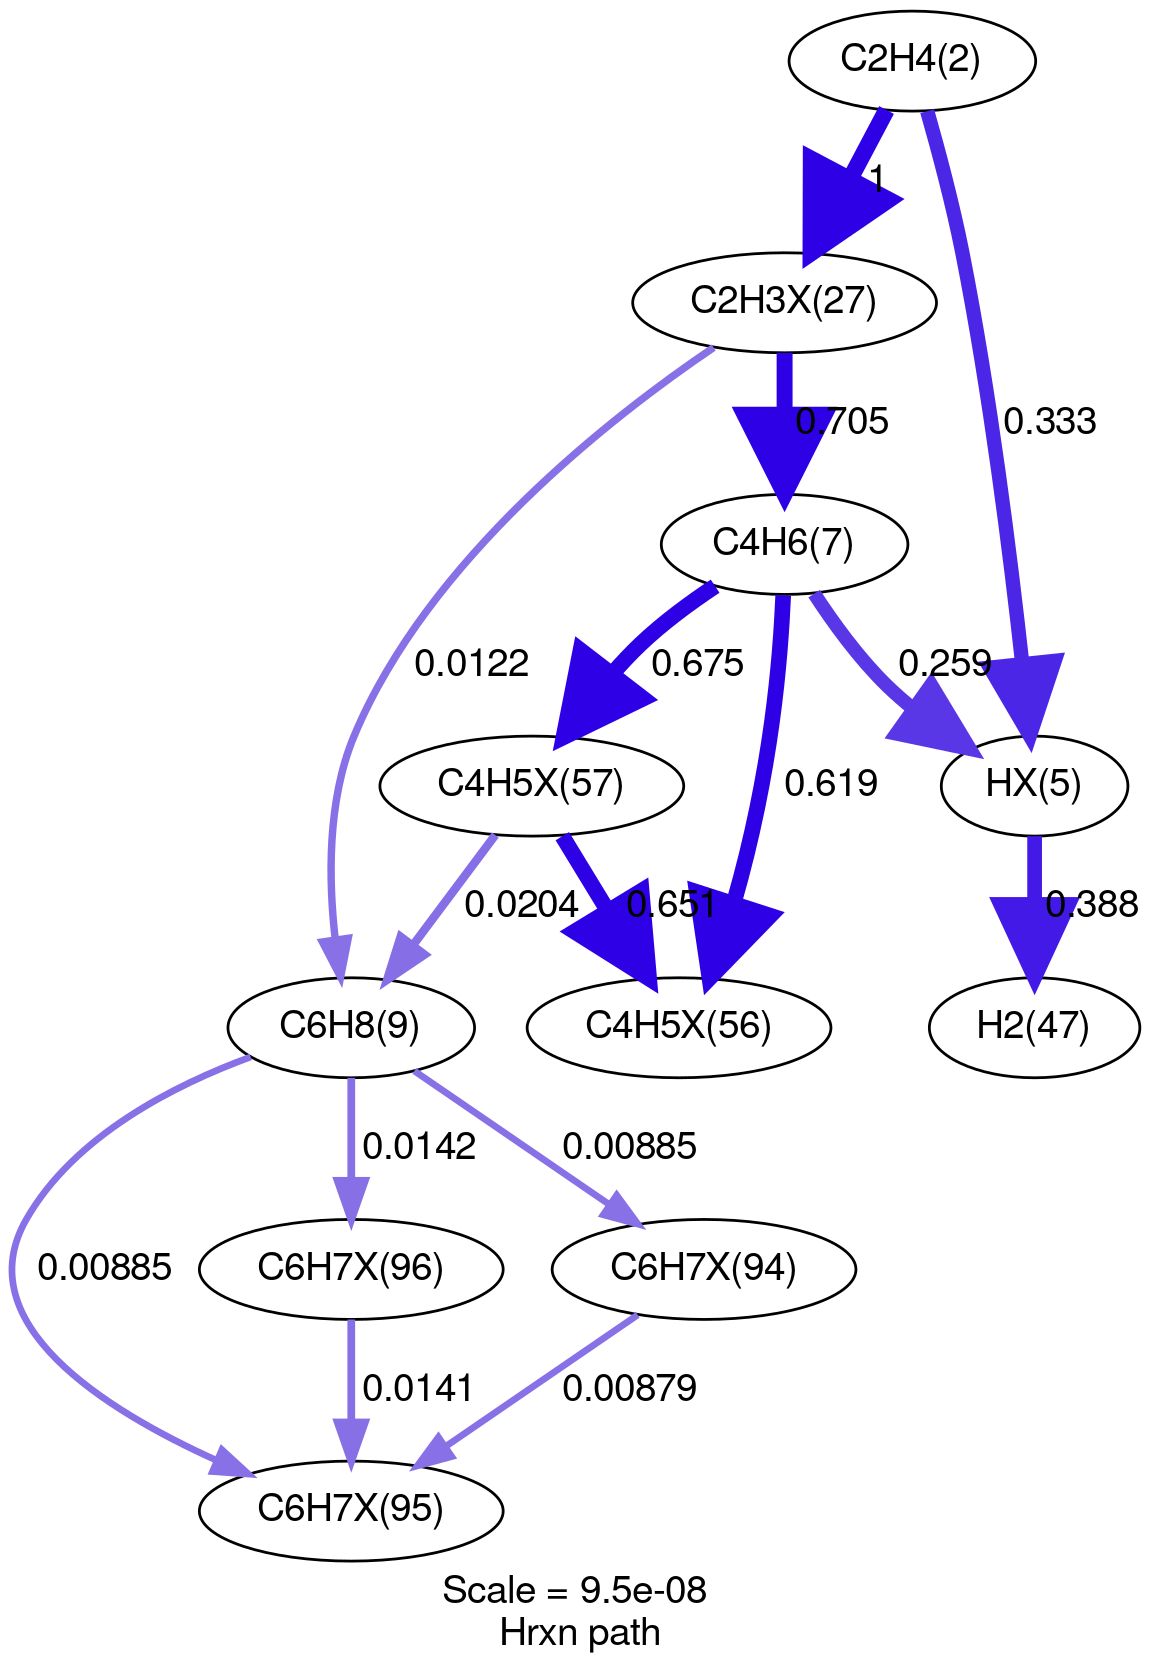 C2H4(2)
1
C2H3X(27)
0.705
0.333
C4H6(7)
0.0122
0.675
0.259
C4H5X(57)
0.619
HX(5)
0.0204
0.651
0.388
C6H8(9)
C4H5X(56)
H2(47)
0.0142
0.00885
0.00885
C6H7X(96)
C6H7X(94)
0.0141
0.00879
C6H7X(95)
Scale = 9.5e-08
Hrxn path